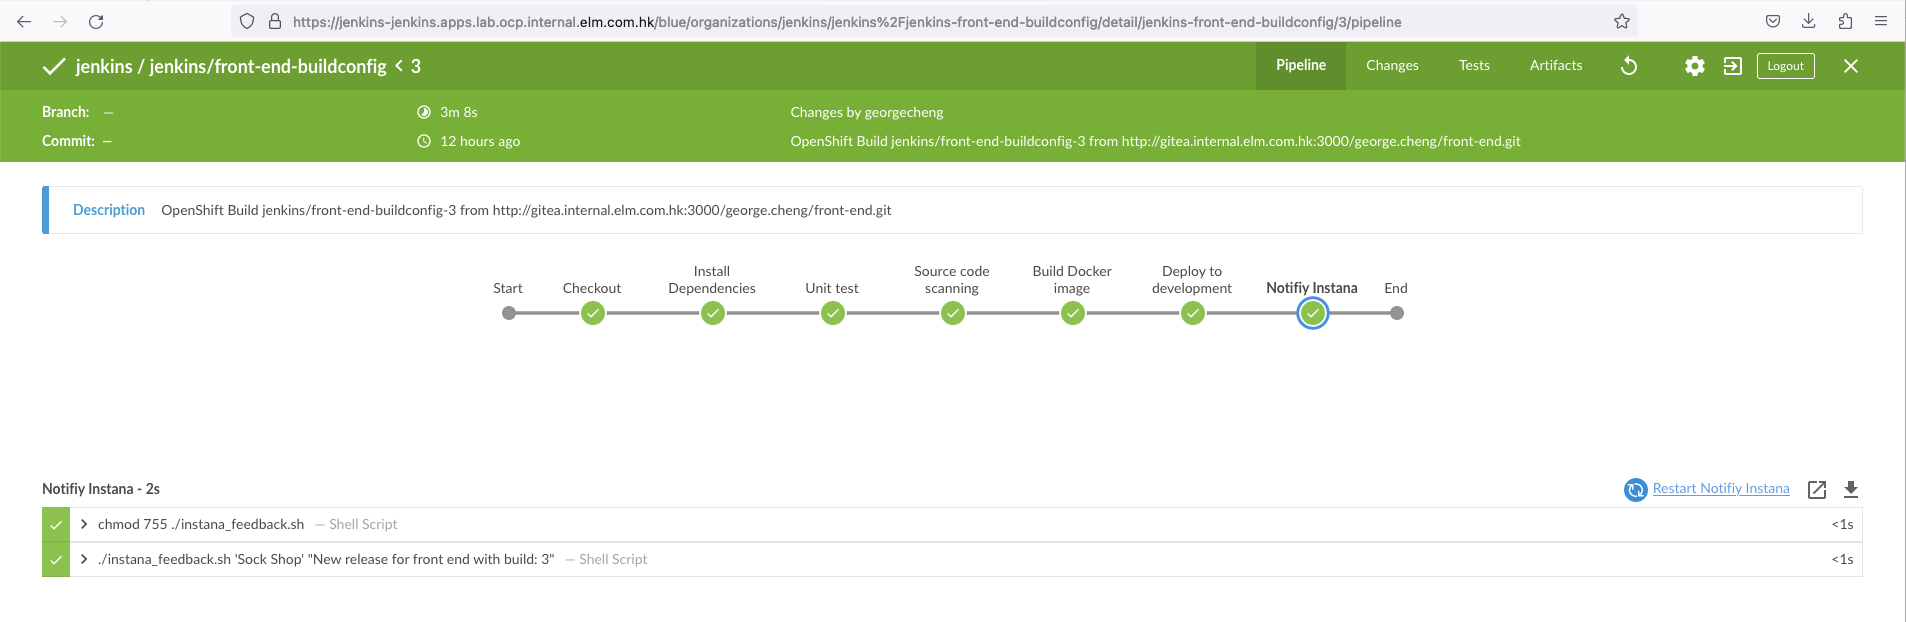 https://jenkins-jenkins.apps.lab.ocp.internal.elm.com.hk/blue/organizations/jenkins/jenkins%2Fjenkins-front-end-buildconfig/detail/jenkins-front-end-buildconfig/3/pipeline
jenkins / jenkins/front-end-buildconfig < 3
Pipeline Changes Tests Artifacts Logout
Branch: — 3m 8s Changes by georgecheng
Commit: — 12 hours ago OpenShift Build jenkins/front-end-buildconfig-3 from http://gitea.internal.elm.com.hk:3000/george.cheng/front-end.git
Description OpenShift Build jenkins/front-end-buildconfig-3 from http://gitea.internal.elm.com.hk:3000/george.cheng/front-end.git
Start
Checkout
Install
Dependencies
Unit test
Source code
scanning
Build Docker
image
Deploy to
development
Notifiy Instana
End
Notifiy Instana - 2s Restart Notifiy Instana
chmod 755 ./instana_feedback.sh — Shell Script <1s
./instana_feedback.sh 'Sock Shop' "New release for front end with build: 3" — Shell Script <1s